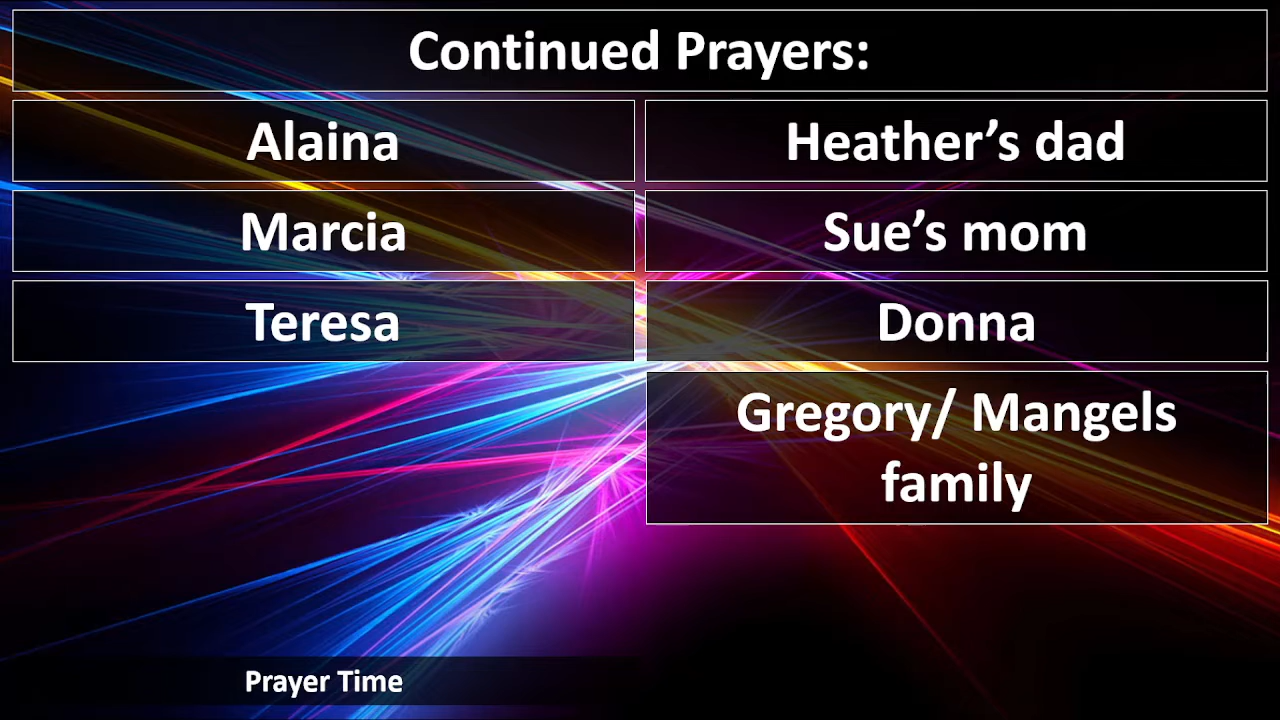 Continued Prayers:
Alaina
Heather’s dad
Marcia
Sue’s mom
Teresa
Donna
Gregory/ Mangels
family
Prayer Time